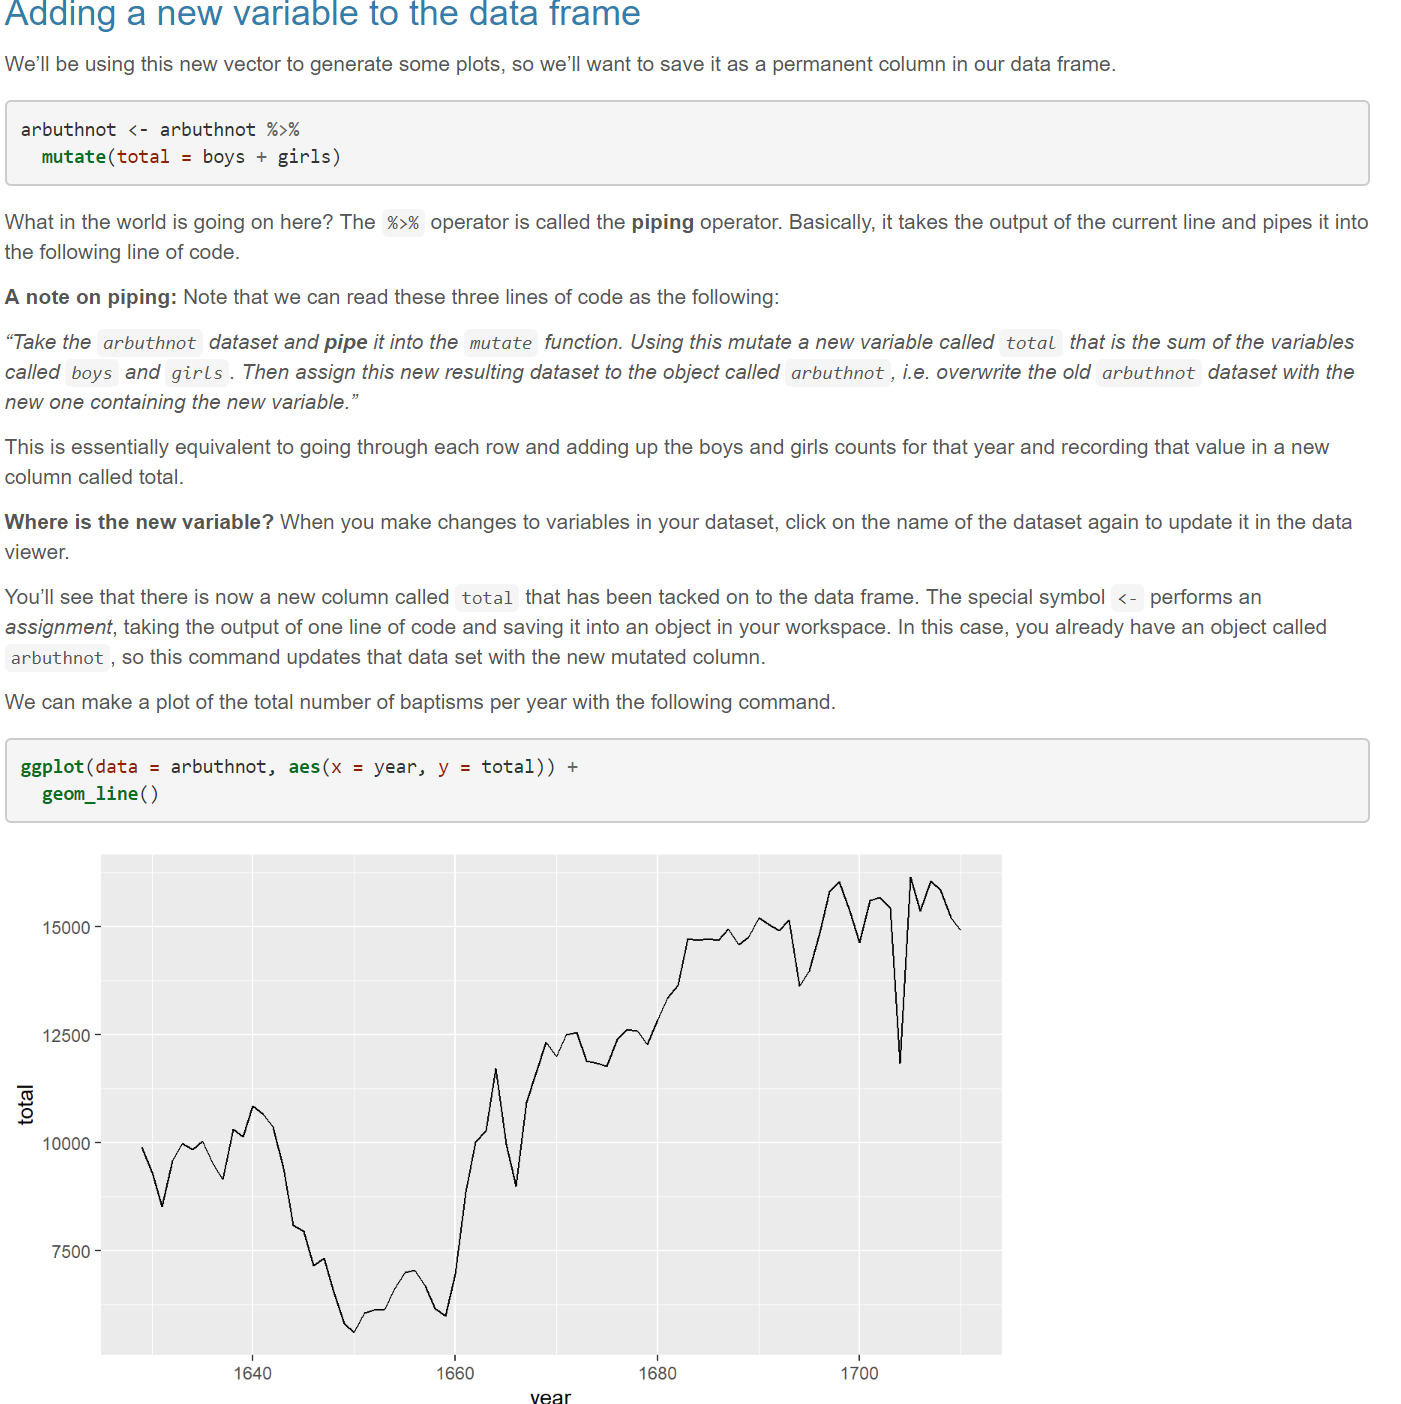 Adding a new variable to the data frame
We’ll be using this new vector to generate some plots, so we’ll want to save it as a permanent column in our data frame.
arbuthnot <- arbuthnot %>%
  mutate(total = boys + girls)
What in the world is going on here? The %>% operator is called the piping operator. Basically, it takes the output of the current line and pipes it into
the following line of code.
A note on piping: Note that we can read these three lines of code as the following:
“Take the arbuthnot dataset and pipe it into the mutate function. Using this mutate a new variable called total that is the sum of the variables
called boys and girls. Then assign this new resulting dataset to the object called arbuthnot, i.e. overwrite the old arbuthnot dataset with the
new one containing the new variable.”
This is essentially equivalent to going through each row and adding up the boys and girls counts for that year and recording that value in a new
column called total.
Where is the new variable? When you make changes to variables in your dataset, click on the name of the dataset again to update it in the data
viewer.
You’ll see that there is now a new column called total that has been tacked on to the data frame. The special symbol <- performs an
assignment, taking the output of one line of code and saving it into an object in your workspace. In this case, you already have an object called
arbuthnot, so this command updates that data set with the new mutated column.
We can make a plot of the total number of baptisms per year with the following command.
ggplot(data = arbuthnot, aes(x = year, y = total)) +
  geom_line()
15000
12500
total
10000
7500
1640 1660 1680 1700
year